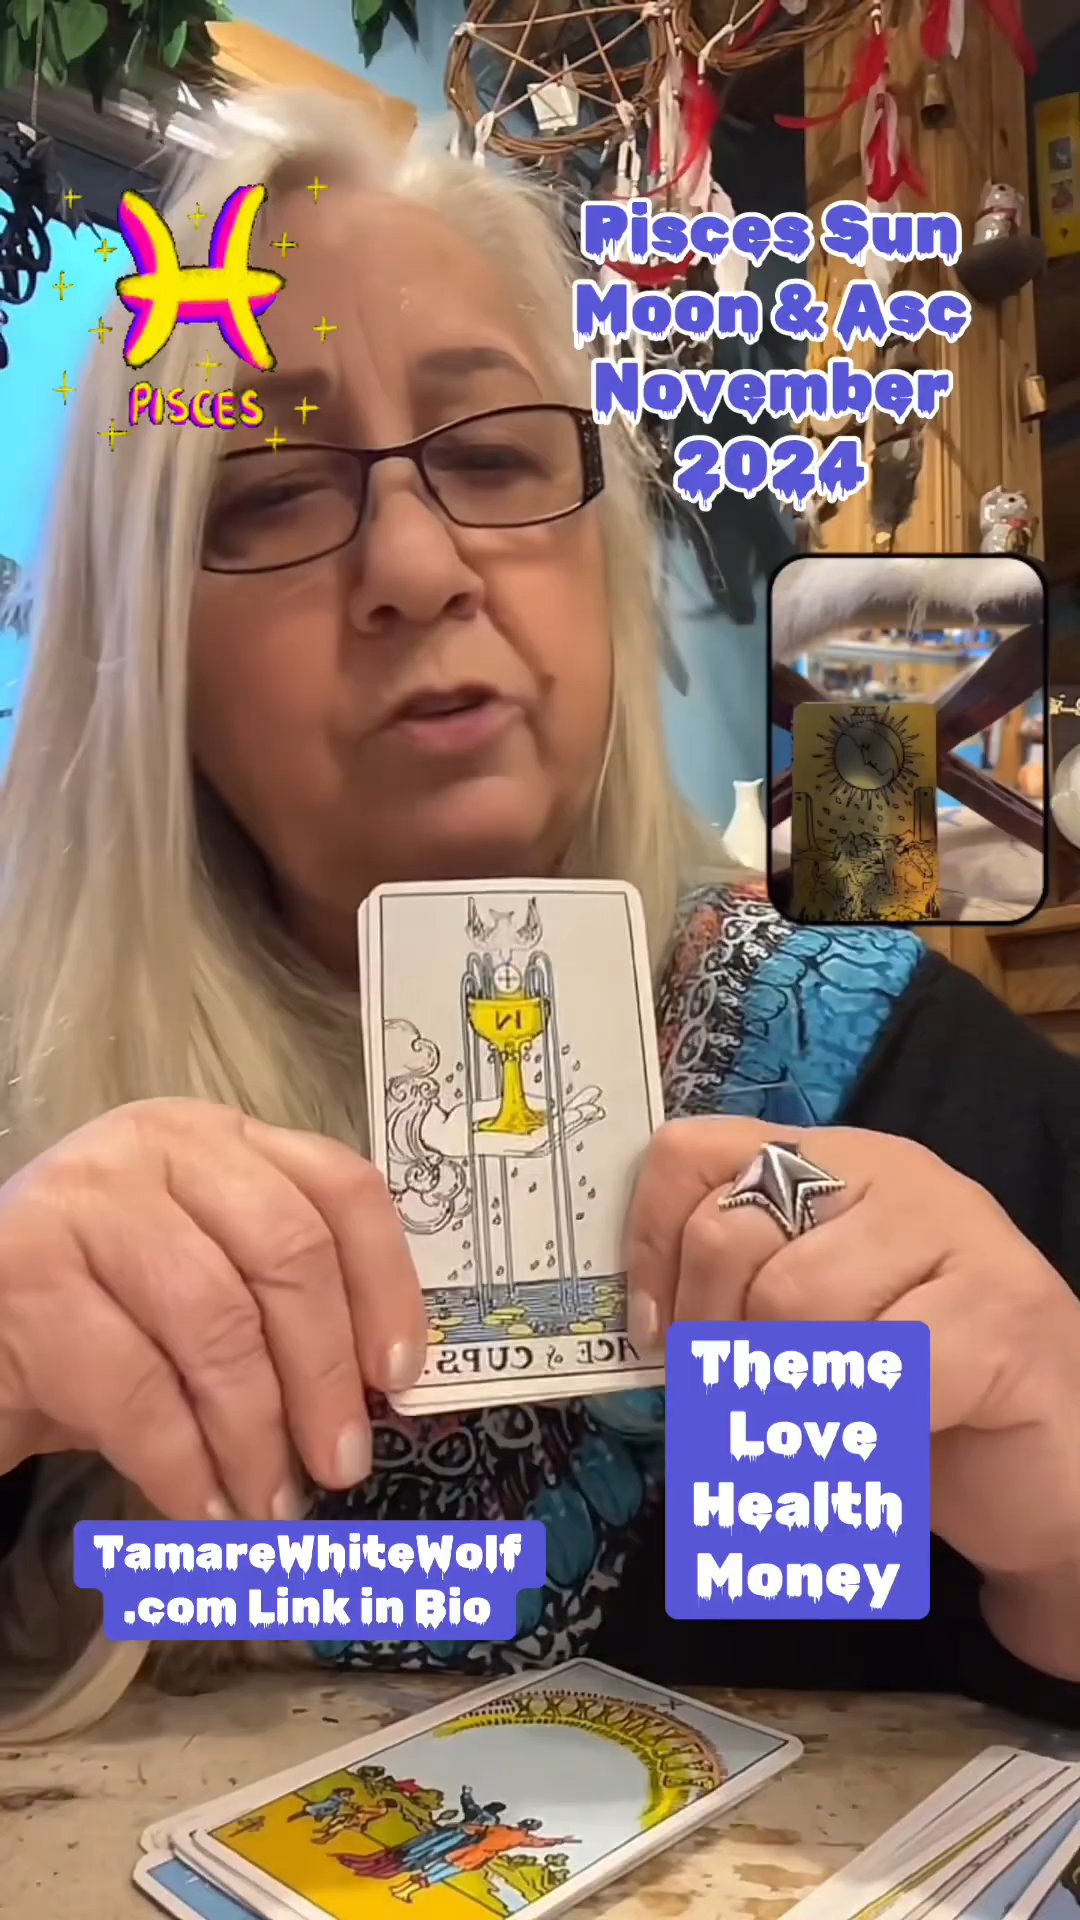 Pisces Sun
Moon & Asc
November
2024
PISCES
IN
ACE of CUPS.
Theme
Love
Health
Money
TamareWhiteWolf
.com Link in Bio
X